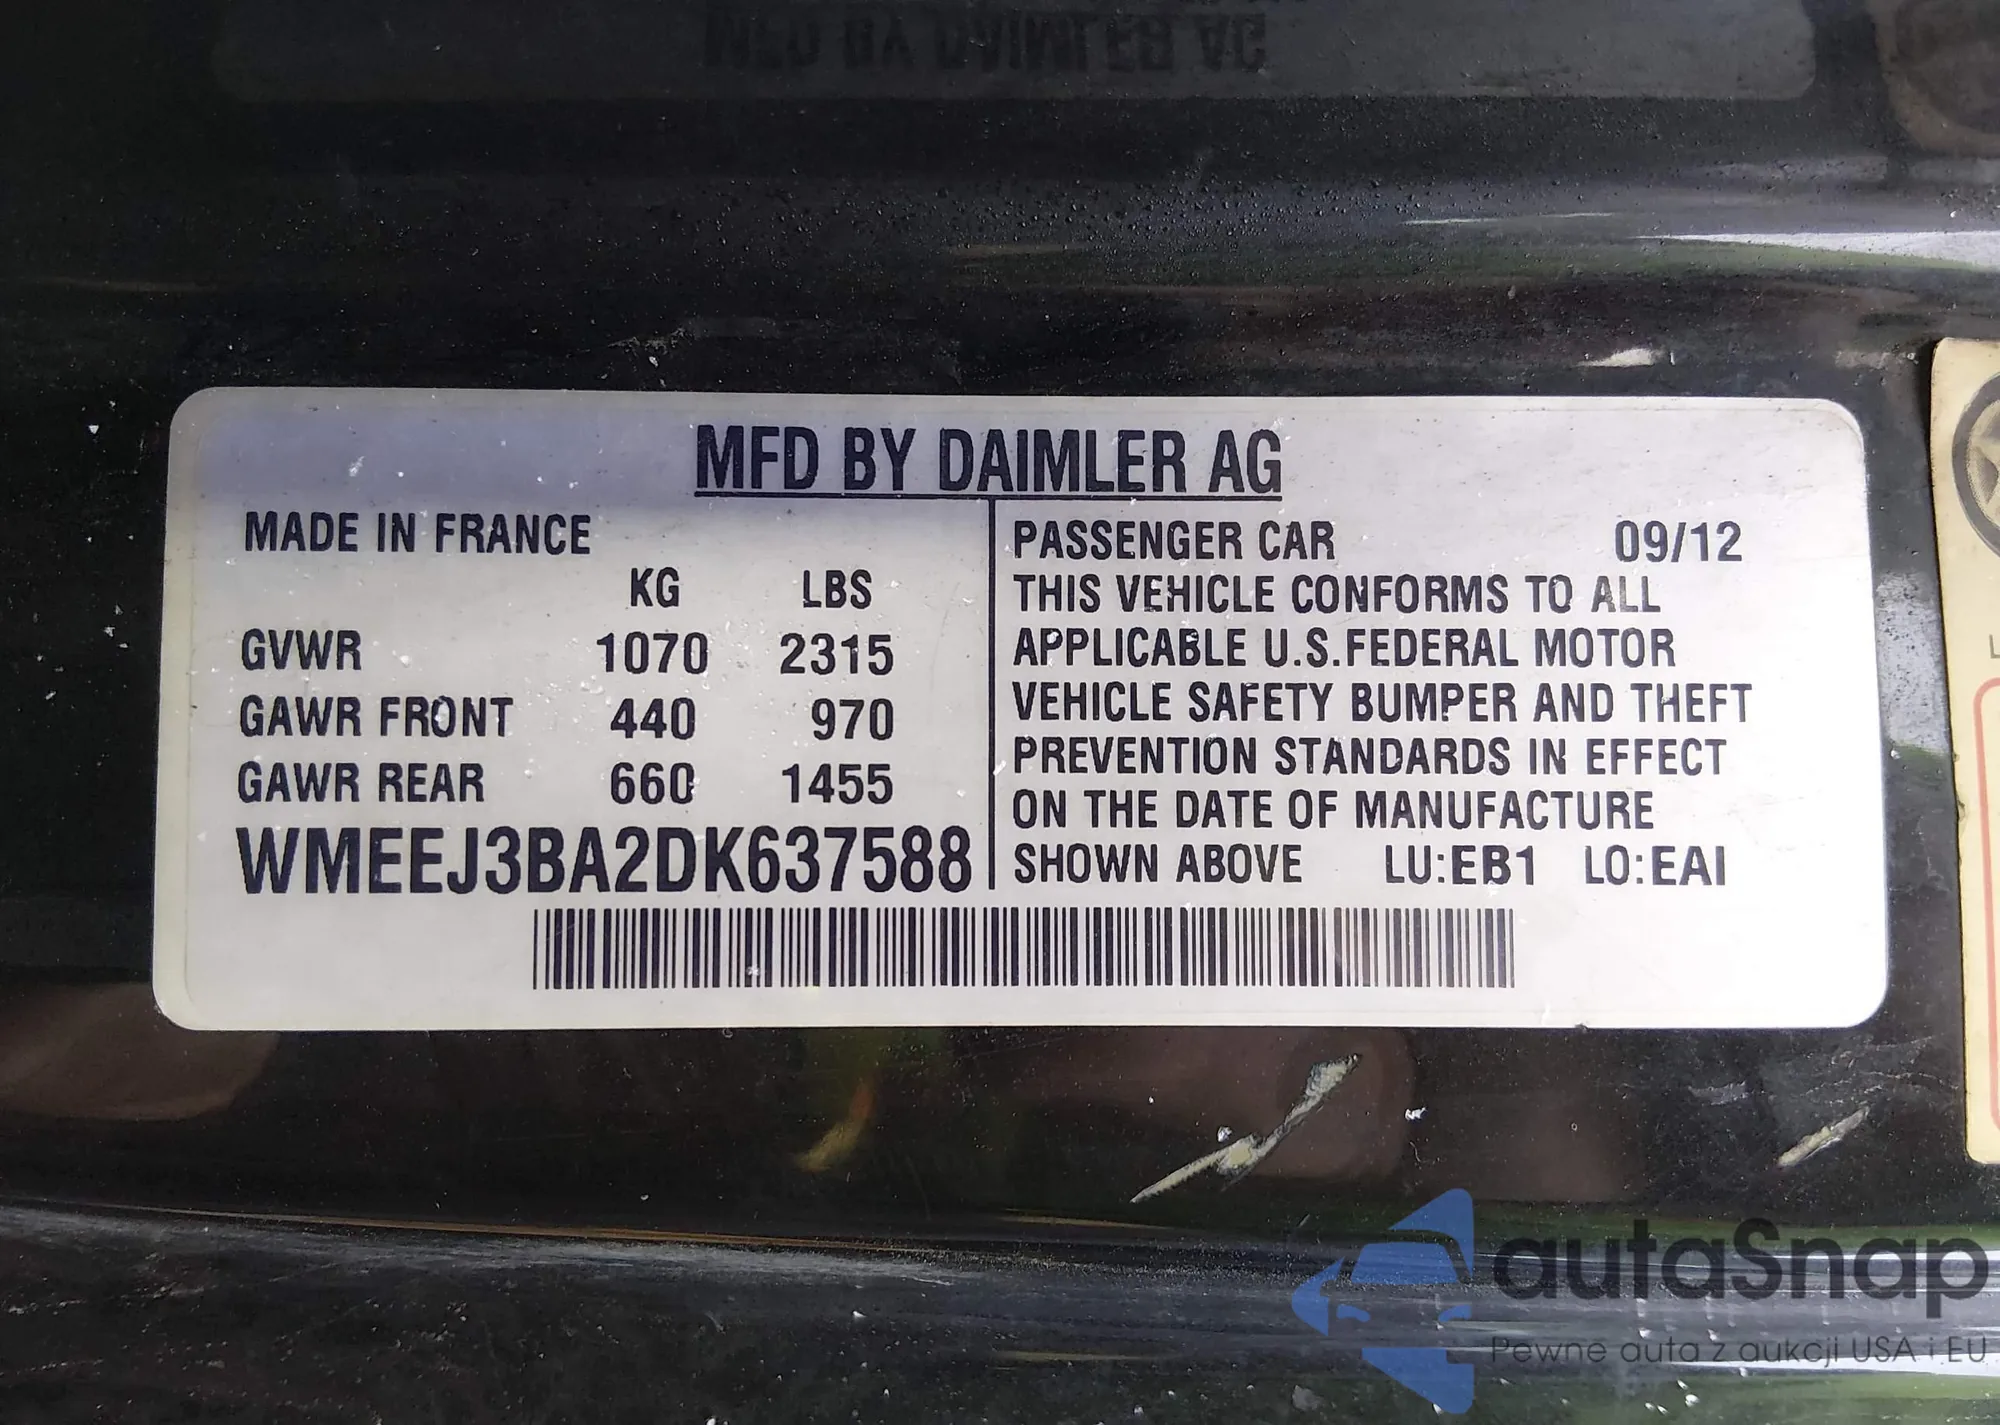 MFD BY DAIMLER AG
MADE IN FRANCE
KG LBS
GVWR 1070 2315
GAWR FRONT 440 970
GAWR REAR 660 1455
WMEEJ3BA2DK637588
PASSENGER CAR 09/12
THIS VEHICLE CONFORMS TO ALL
APPLICABLE U.S.FEDERAL MOTOR
VEHICLE SAFETY BUMPER AND THEFT
PREVENTION STANDARDS IN EFFECT
ON THE DATE OF MANUFACTURE
SHOWN ABOVE LU:EB1 LO:EAI
autaSnap
Pewne auta z aukcji USA i EU